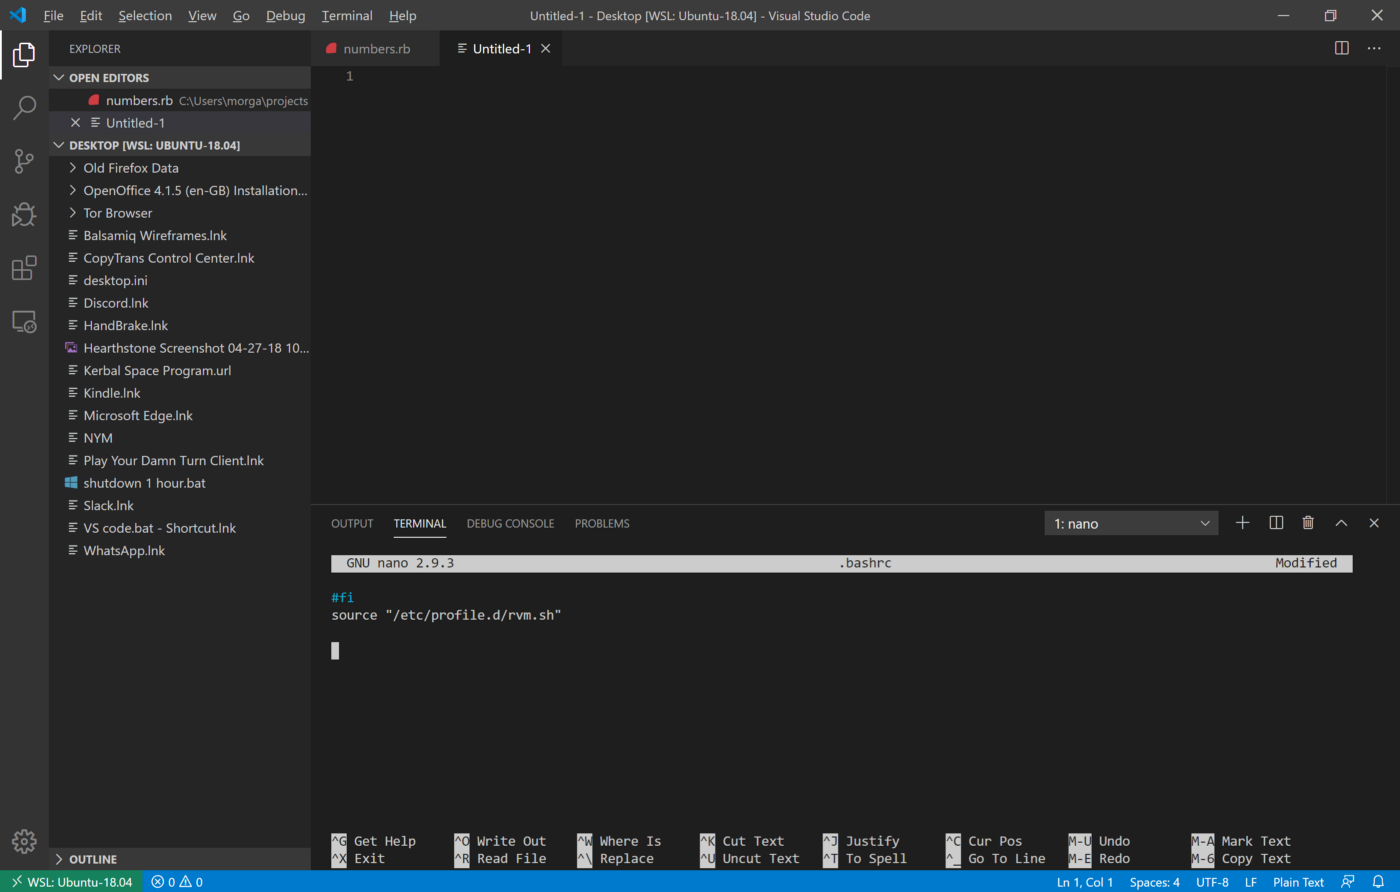 File Edit Selection View Go Debug Terminal Help Untitled-1 - Desktop [WSL: Ubuntu-18.04] - Visual Studio Code
EXPLORER
OPEN EDITORS
numbers.rb C:\Users\morga\projects
Untitled-1
DESKTOP [WSL: UBUNTU-18.04]
Old Firefox Data
OpenOffice 4.1.5 (en-GB) Installation...
Tor Browser
Balsamiq Wireframes.lnk
CopyTrans Control Center.lnk
desktop.ini
Discord.lnk
HandBrake.lnk
Hearthstone Screenshot 04-27-18 10...
Kerbal Space Program.url
Kindle.lnk
Microsoft Edge.lnk
NYM
Play Your Damn Turn Client.lnk
shutdown 1 hour.bat
Slack.lnk
VS code.bat - Shortcut.lnk
WhatsApp.lnk
OUTLINE
numbers.rb Untitled-1
1
OUTPUT TERMINAL DEBUG CONSOLE PROBLEMS 1: nano
GNU nano 2.9.3 .bashrc Modified
#fi
source "/etc/profile.d/rvm.sh"
^G Get Help ^O Write Out ^W Where Is ^K Cut Text ^J Justify ^C Cur Pos M-U Undo M-A Mark Text
^X Exit ^R Read File ^\ Replace ^U Uncut Text ^T To Spell ^_ Go To Line M-E Redo M-6 Copy Text
WSL: Ubuntu-18.04 0 0 Ln 1, Col 1 Spaces: 4 UTF-8 LF Plain Text